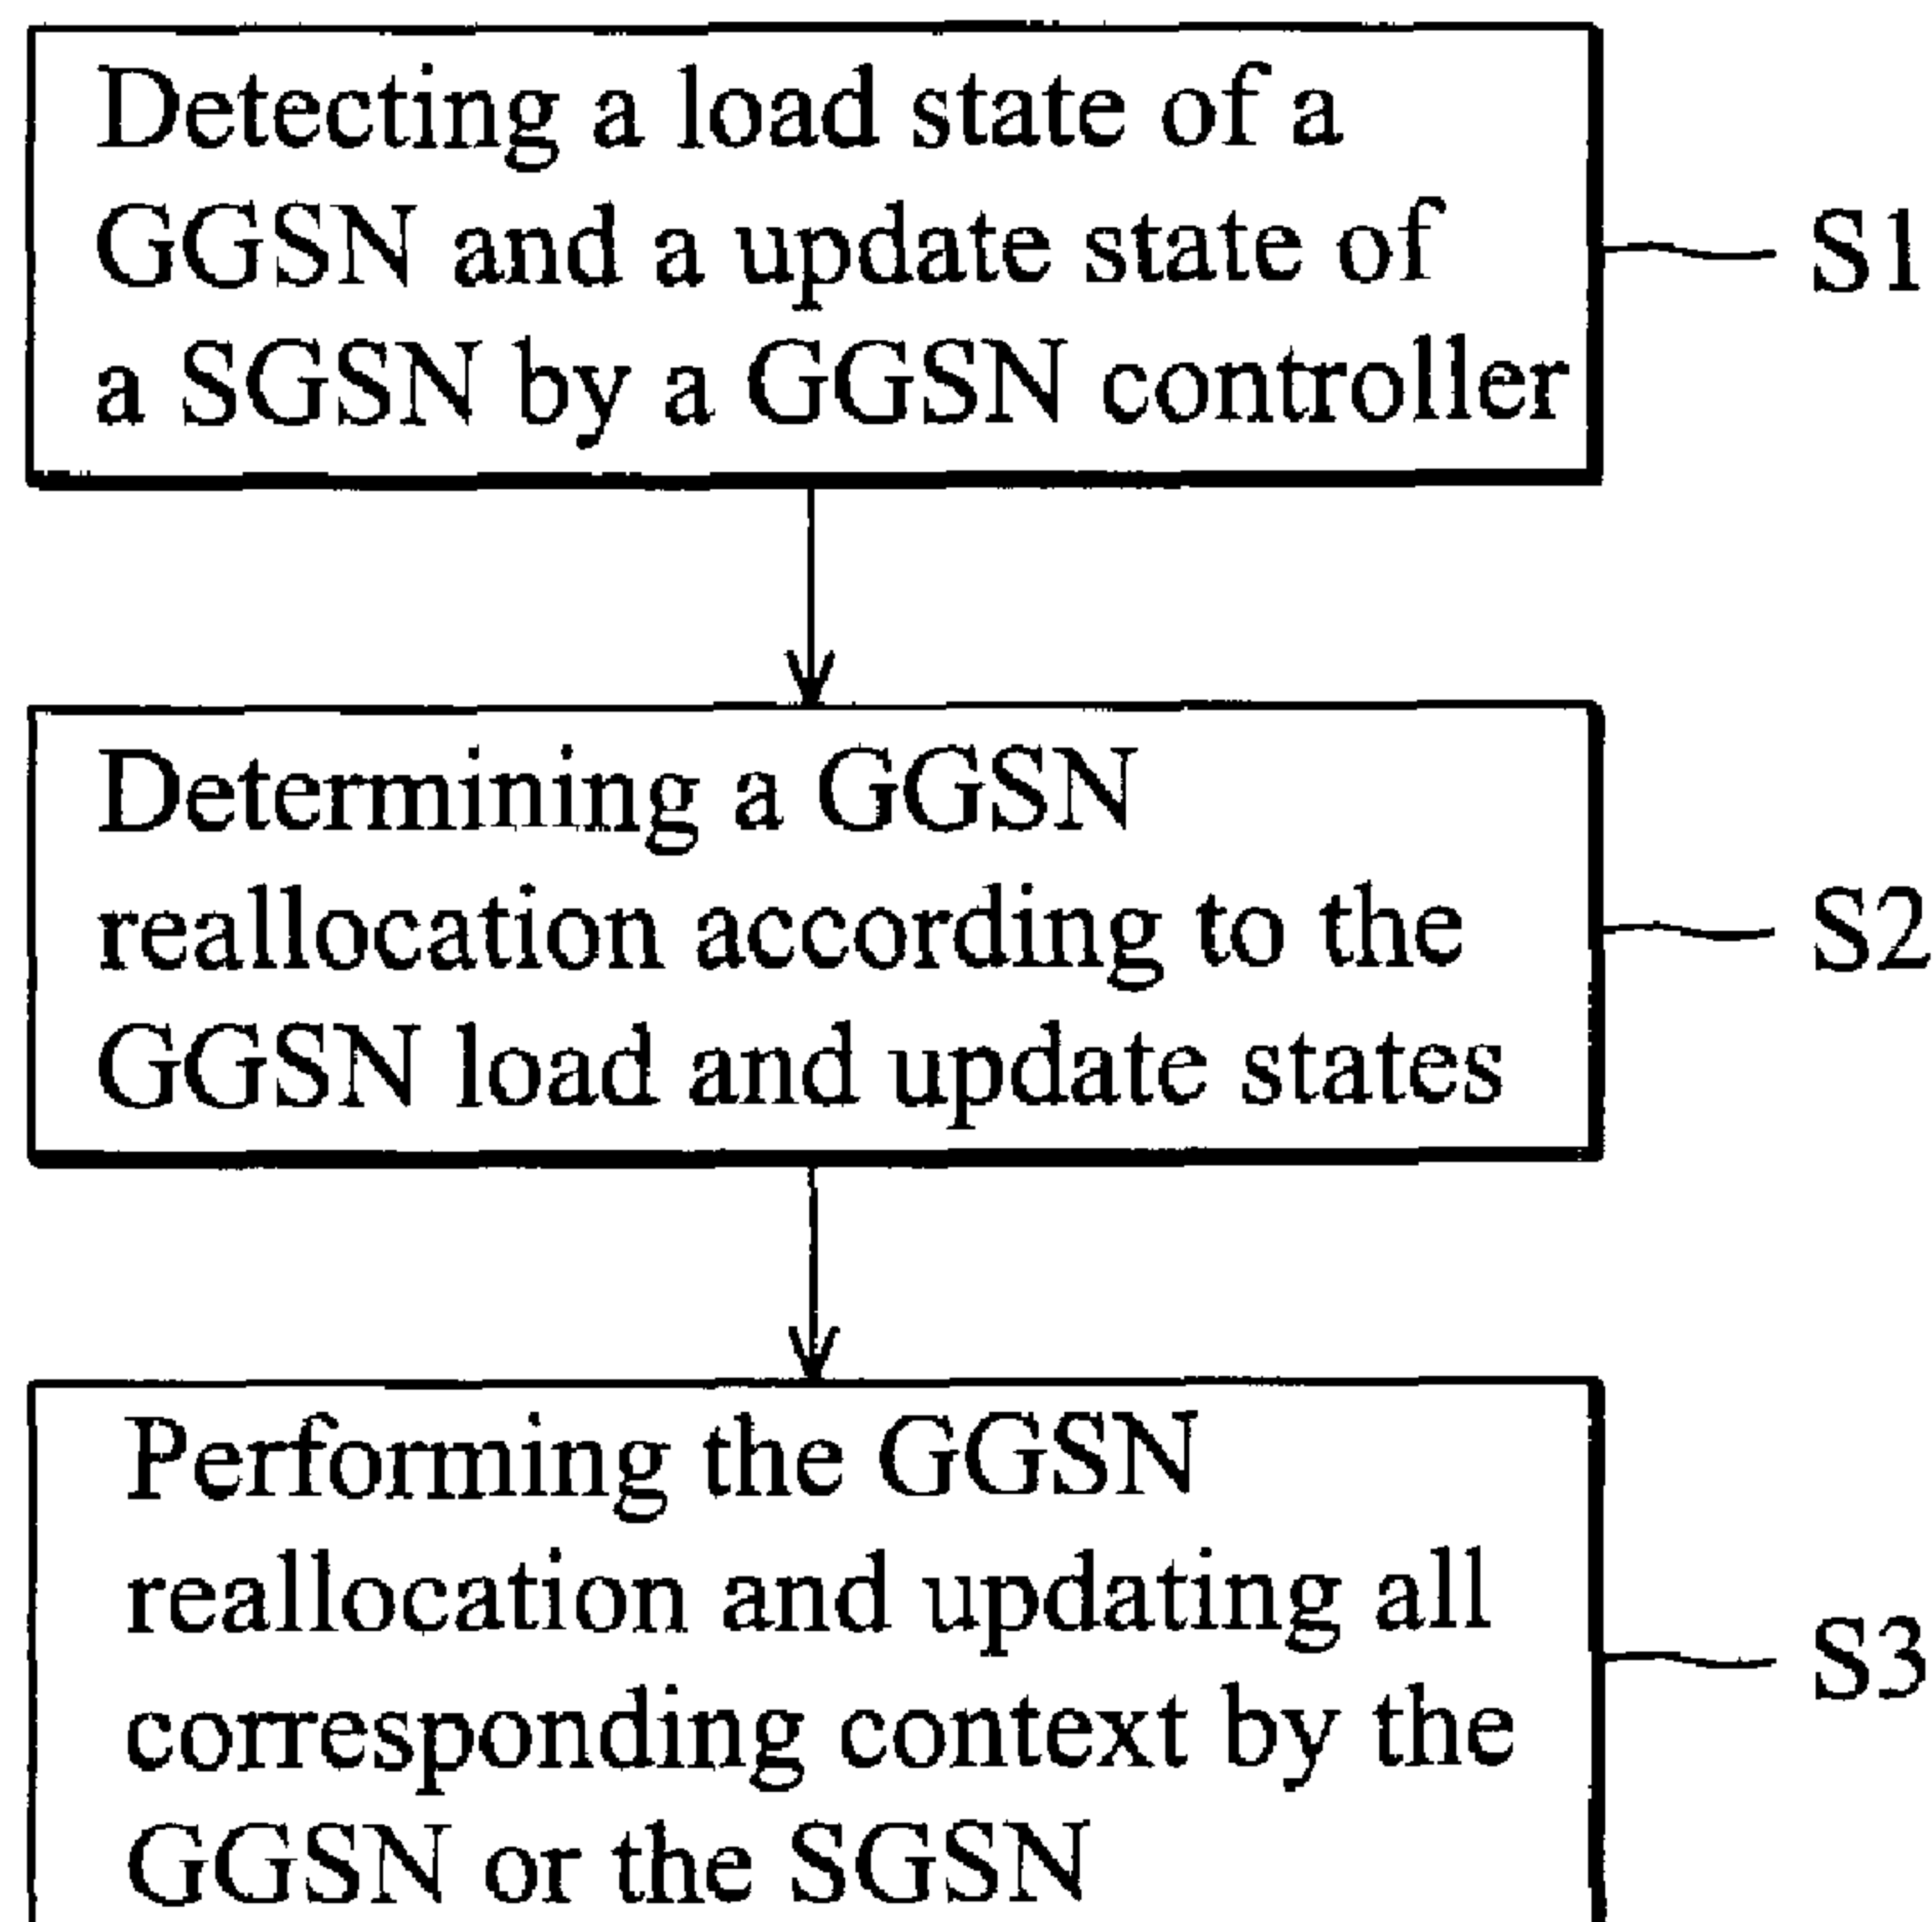 Detecting a load state of a
GGSN and a update state of
a SGSN by a GGSN controller
S1
Determining a GGSN
reallocation according to the
GGSN load and update states
S2
Performing the GGSN
reallocation and updating all
corresponding context by the
GGSN or the SGSN
S3